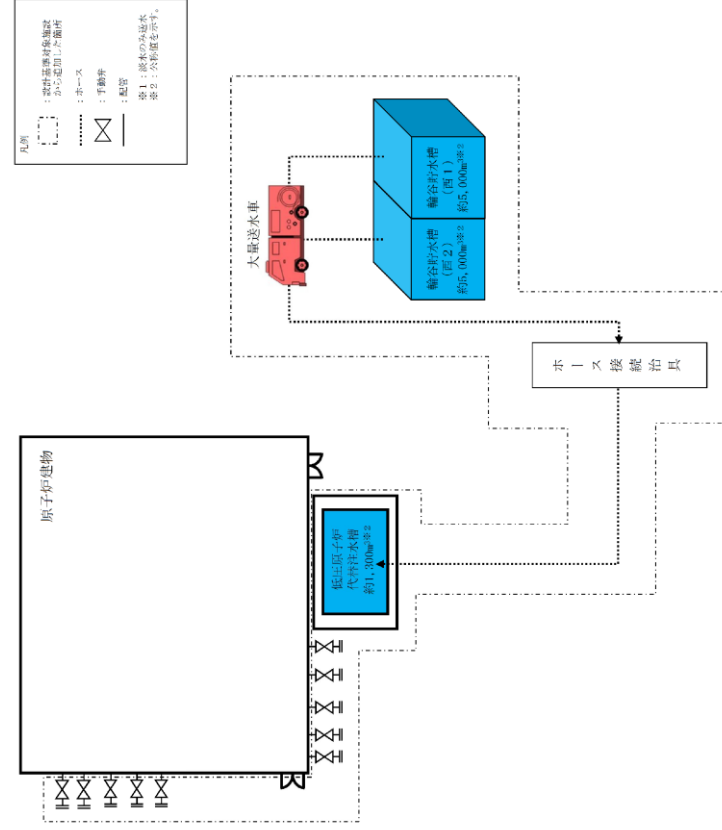 凡例
：設計基準対象施設
から追加した箇所
：ホース
：手動弁
：配管
※1：淡水のみ送水
※2：公称値を示す。
原子炉建物
大量送水車
輪谷貯水槽
（西1）
約5,000m³※2
輪谷貯水槽
（西2）
約5,000m³※2
ホース接続治具
低圧原子炉
代替注水槽
約1,300m³※2